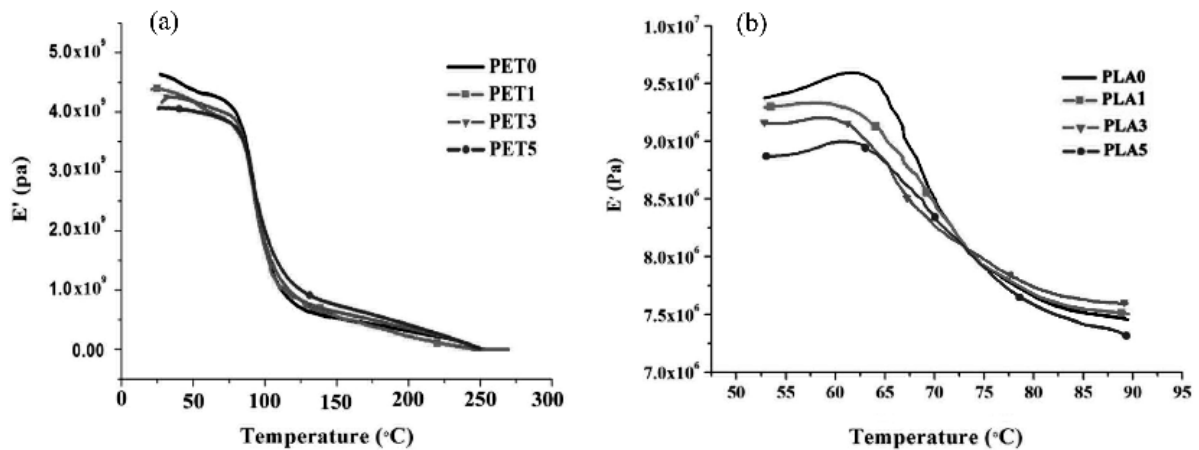 (a)
5.0x10⁹
4.0x10⁹
3.0x10⁹
2.0x10⁹
1.0x10⁹
0.00
E' (pa)
PET0
PET1
PET3
PET5
0 50 100 150 200 250 300
Temperature (°C)
(b)
1.0x10⁷
9.5x10⁶
9.0x10⁶
8.5x10⁶
8.0x10⁶
7.5x10⁶
7.0x10⁶
E' (Pa)
PLA0
PLA1
PLA3
PLA5
50 55 60 65 70 75 80 85 90 95
Temperature (°C)